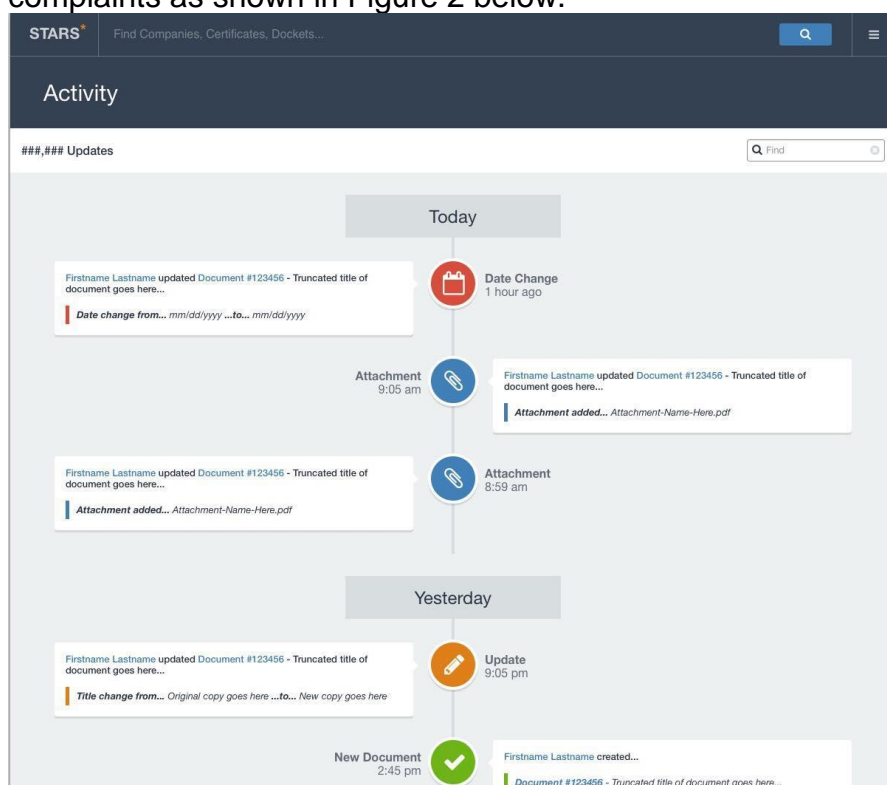 complaints as shown in Figure 2 below.
STARS*
Find Companies, Certificates, Dockets...
Activity
###,### Updates
Find
Today
Firstname Lastname updated Document #123456 - Truncated title of
document goes here...
Date change from... mm/dd/yyyy ...to... mm/dd/yyyy
Date Change
1 hour ago
Attachment
9:05 am
Firstname Lastname updated Document #123456 - Truncated title of
document goes here...
Attachment added... Attachment-Name-Here.pdf
Firstname Lastname updated Document #123456 - Truncated title of
document goes here...
Attachment added... Attachment-Name-Here.pdf
Attachment
8:59 am
Yesterday
Firstname Lastname updated Document #123456 - Truncated title of
document goes here...
Title change from... Original copy goes here ...to... New copy goes here
Update
9:05 pm
New Document
2:45 pm
Firstname Lastname created...
Document #123456 - Truncated title of document goes here...